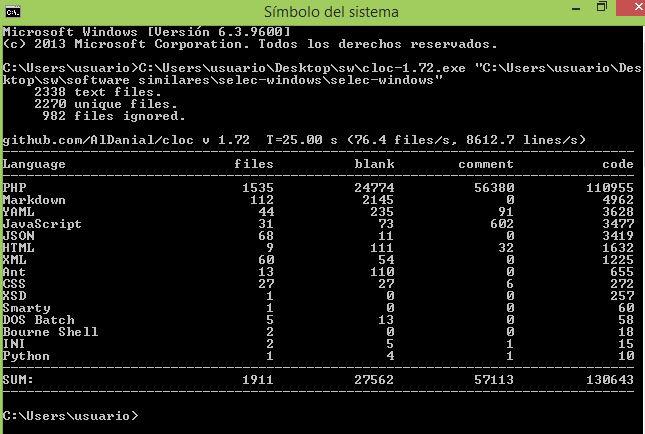 Símbolo del sistema
Microsoft Windows [Versión 6.3.9600]
(c) 2013 Microsoft Corporation. Todos los derechos reservados.
C:\Users\usuario>C:\Users\usuario\Desktop\sw\cloc-1.72.exe "C:\Users\usuario\Des
ktop\sw\software similares\selec-windows\selec-windows"
2338 text files.
2270 unique files.
982 files ignored.
github.com/AlDanial/cloc v 1.72 T=25.00 s (76.4 files/s, 8612.7 lines/s)
Language files blank comment code
PHP 1535 24774 56380 110955
Markdown 112 2145 0 4962
YAML 44 235 91 3628
JavaScript 31 73 602 3477
JSON 68 11 0 3419
HTML 9 111 32 1632
XML 60 54 0 1225
Ant 13 110 0 655
CSS 27 27 6 272
XSD 1 0 0 257
Smarty 1 0 0 60
DOS Batch 5 13 0 58
Bourne Shell 2 0 0 18
INI 2 5 1 15
Python 1 4 1 10
SUM: 1911 27562 57113 130643
C:\Users\usuario>